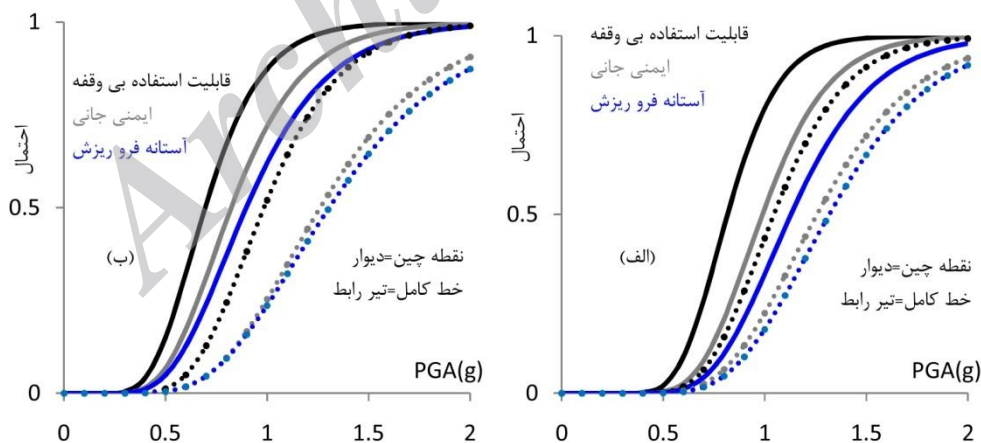 1
0.5
0
قابلیت استفاده بی وقفه
ایمنی جانی
آستانه فرو ریزش
احتمال
(ب)
نقطه چین=دیوار
خط کامل=تیر رابط
PGA(g)
0 0.5 1 1.5 2
1
0.5
0
قابلیت استفاده بی وقفه
ایمنی جانی
آستانه فرو ریزش
احتمال
(الف)
نقطه چین=دیوار
خط کامل=تیر رابط
PGA(g)
0 0.5 1 1.5 2